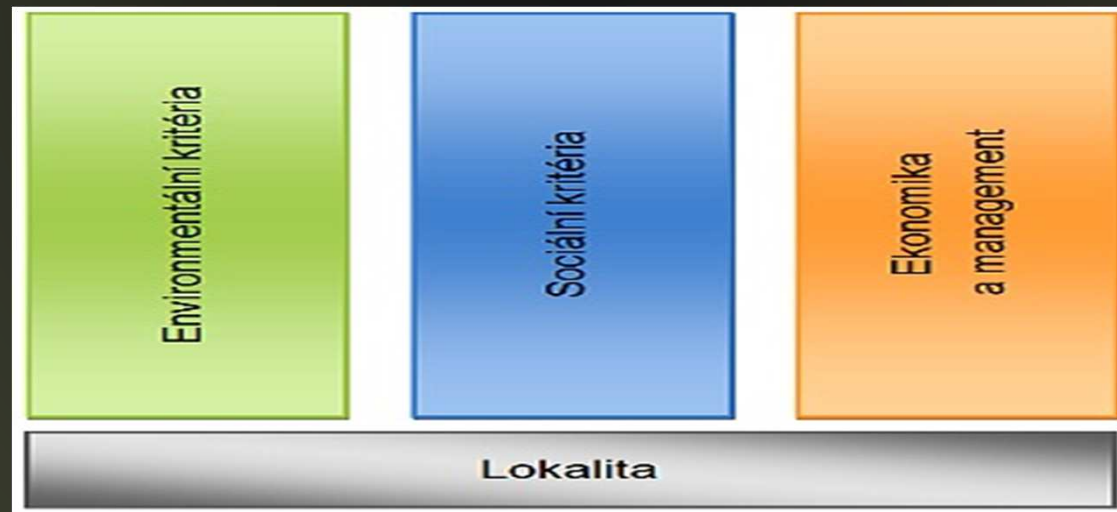 Environmentální kritéria
Sociální kritéria
Ekonomika
a management
Lokalita